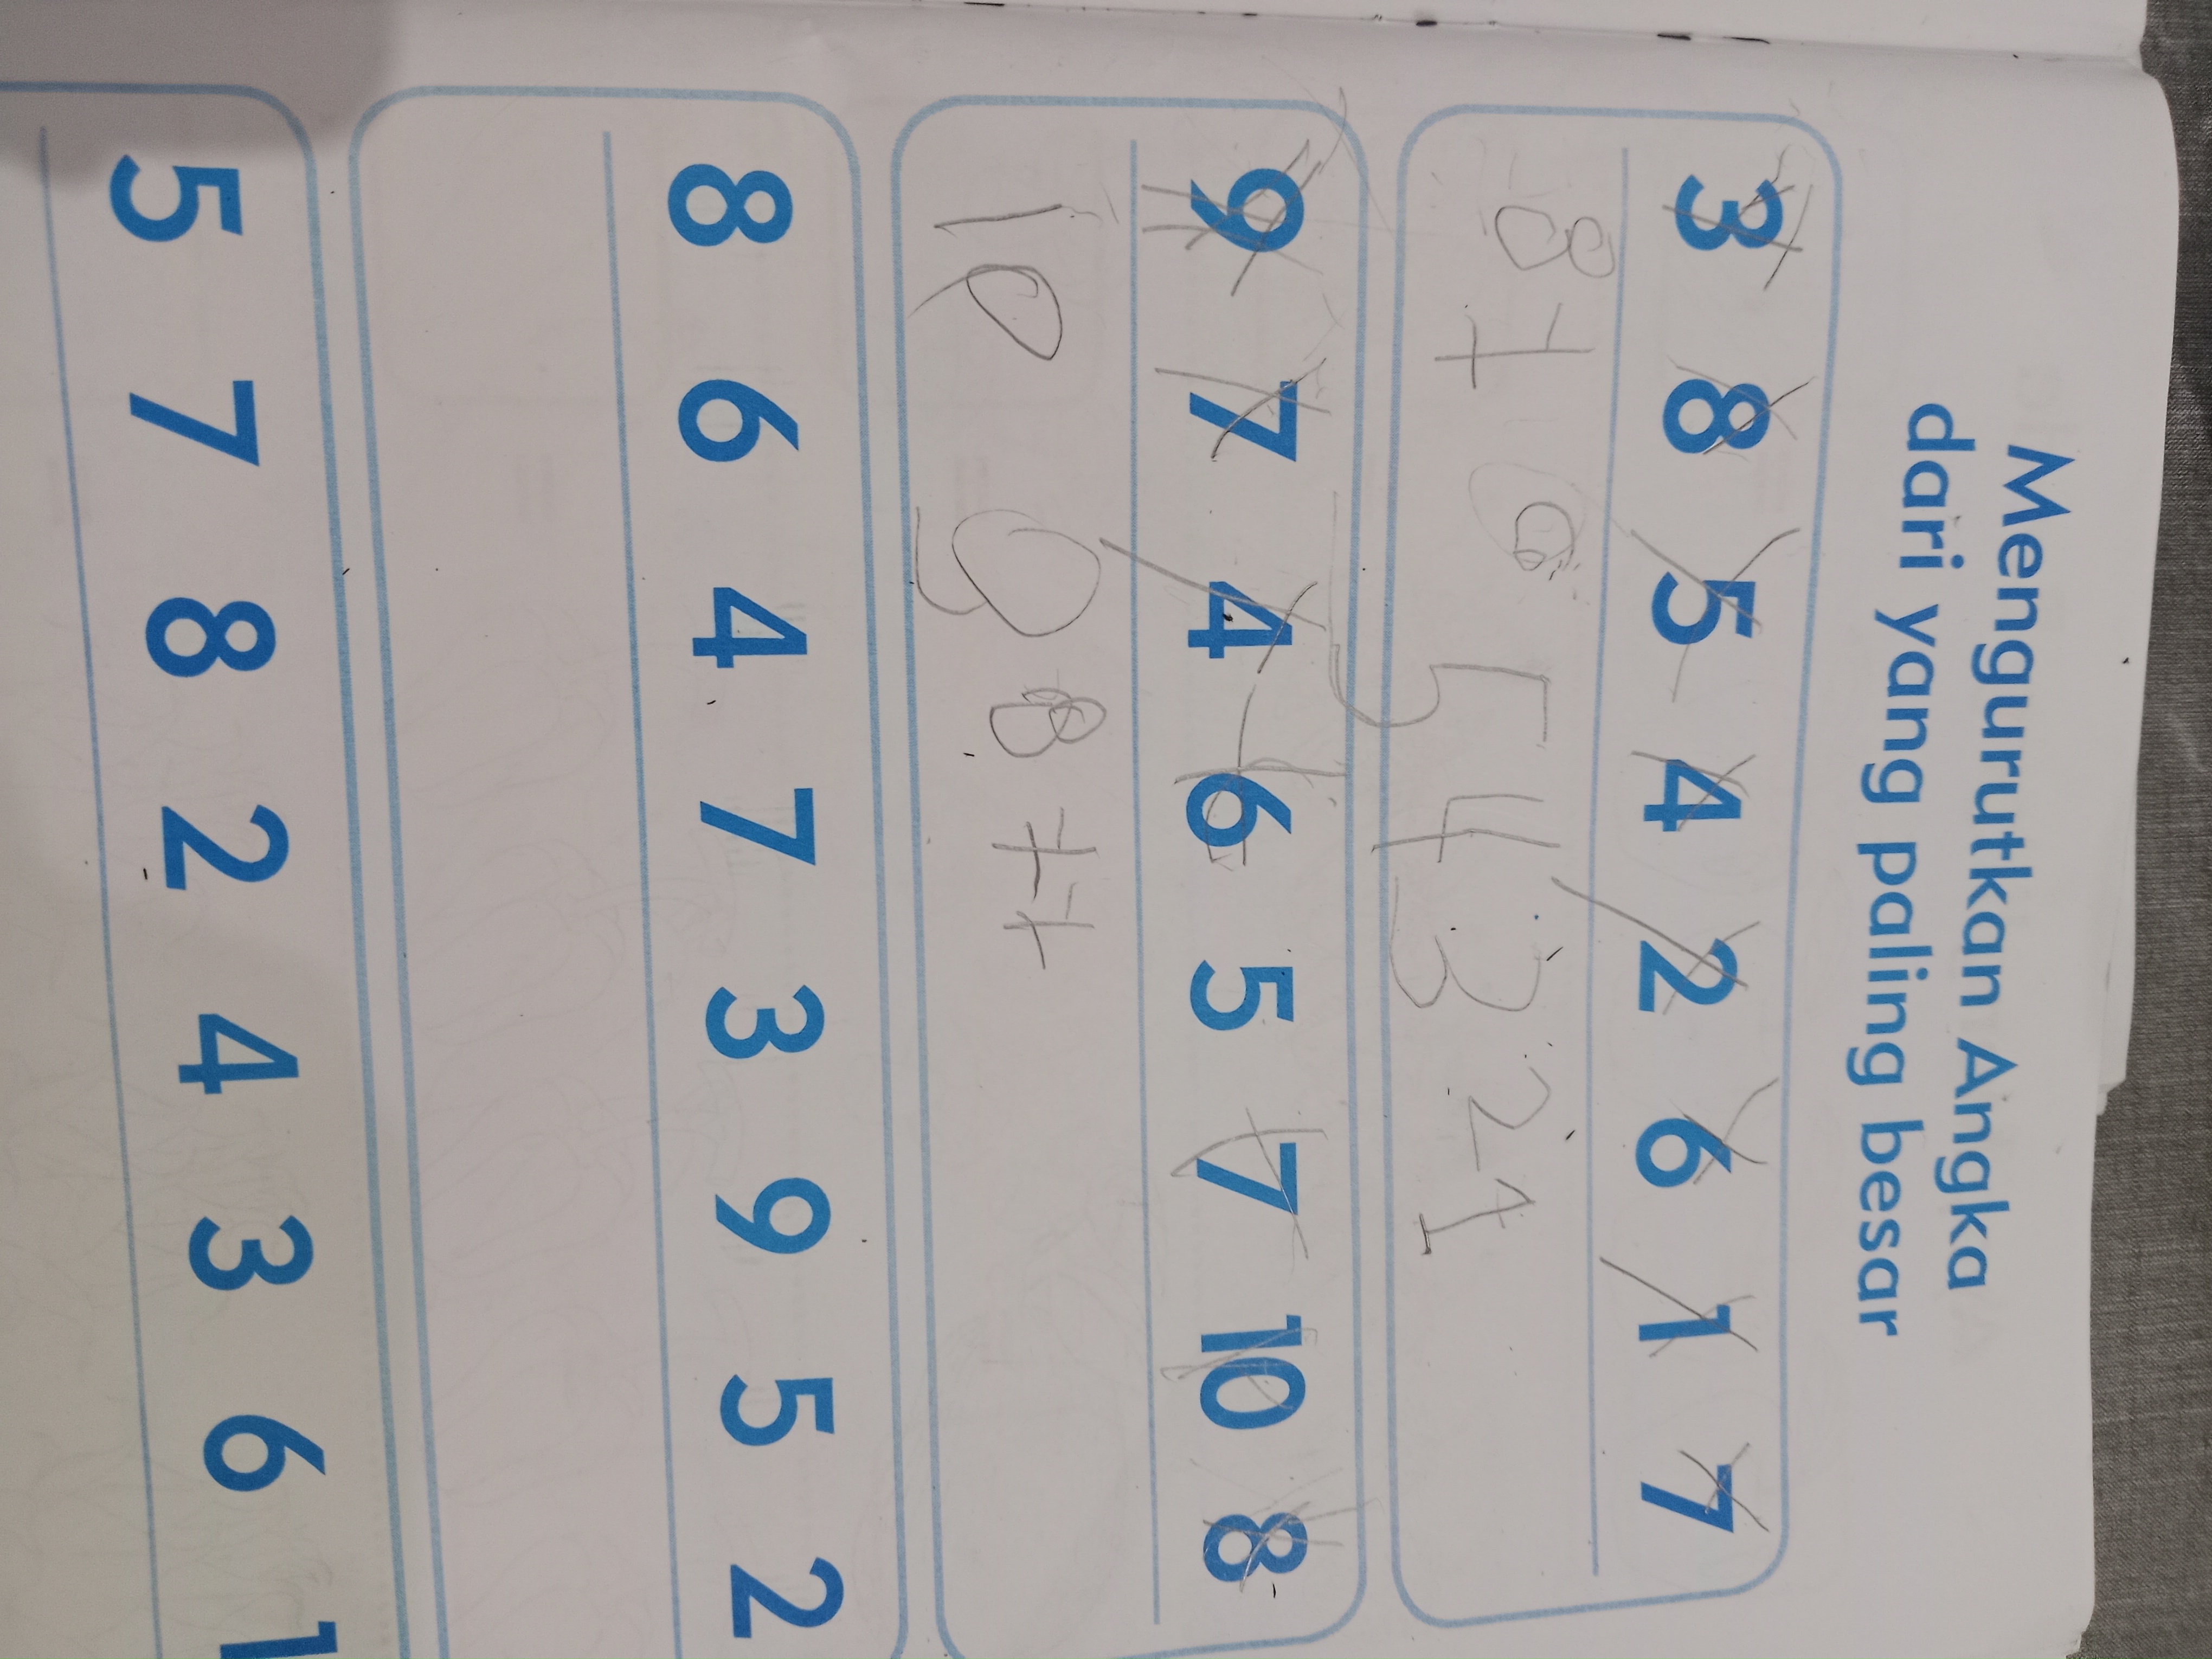 Mengurutkan Angka
dari yang paling besar
3 8 5 4 2 6 1 7
8 7 6 5 4 3 2 1
9 7 4 6 5 7 10 8
10 9 8 7 7
8 6 4 7 3 9 5 2
5 7 8 2 4 3 6 1